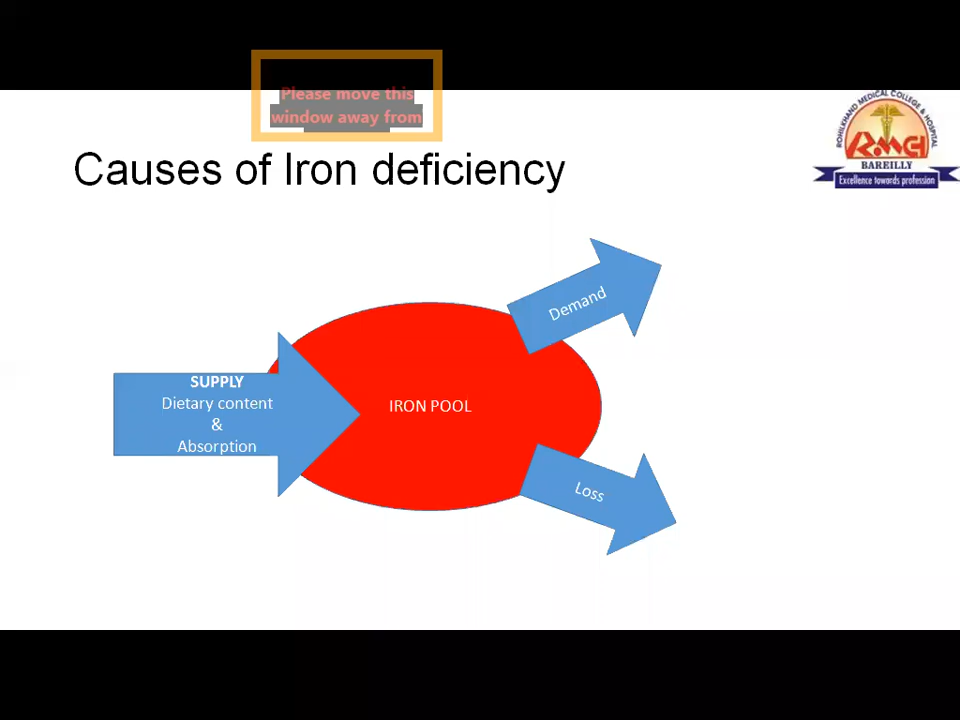 Please move this
window away from
ROHILKHAND MEDICAL COLLEGE & HOSPITAL
RMCH
BAREILLY
Excellence towards profession
Causes of Iron deficiency
Demand
SUPPLY
Dietary content
&
Absorption
IRON POOL
Loss